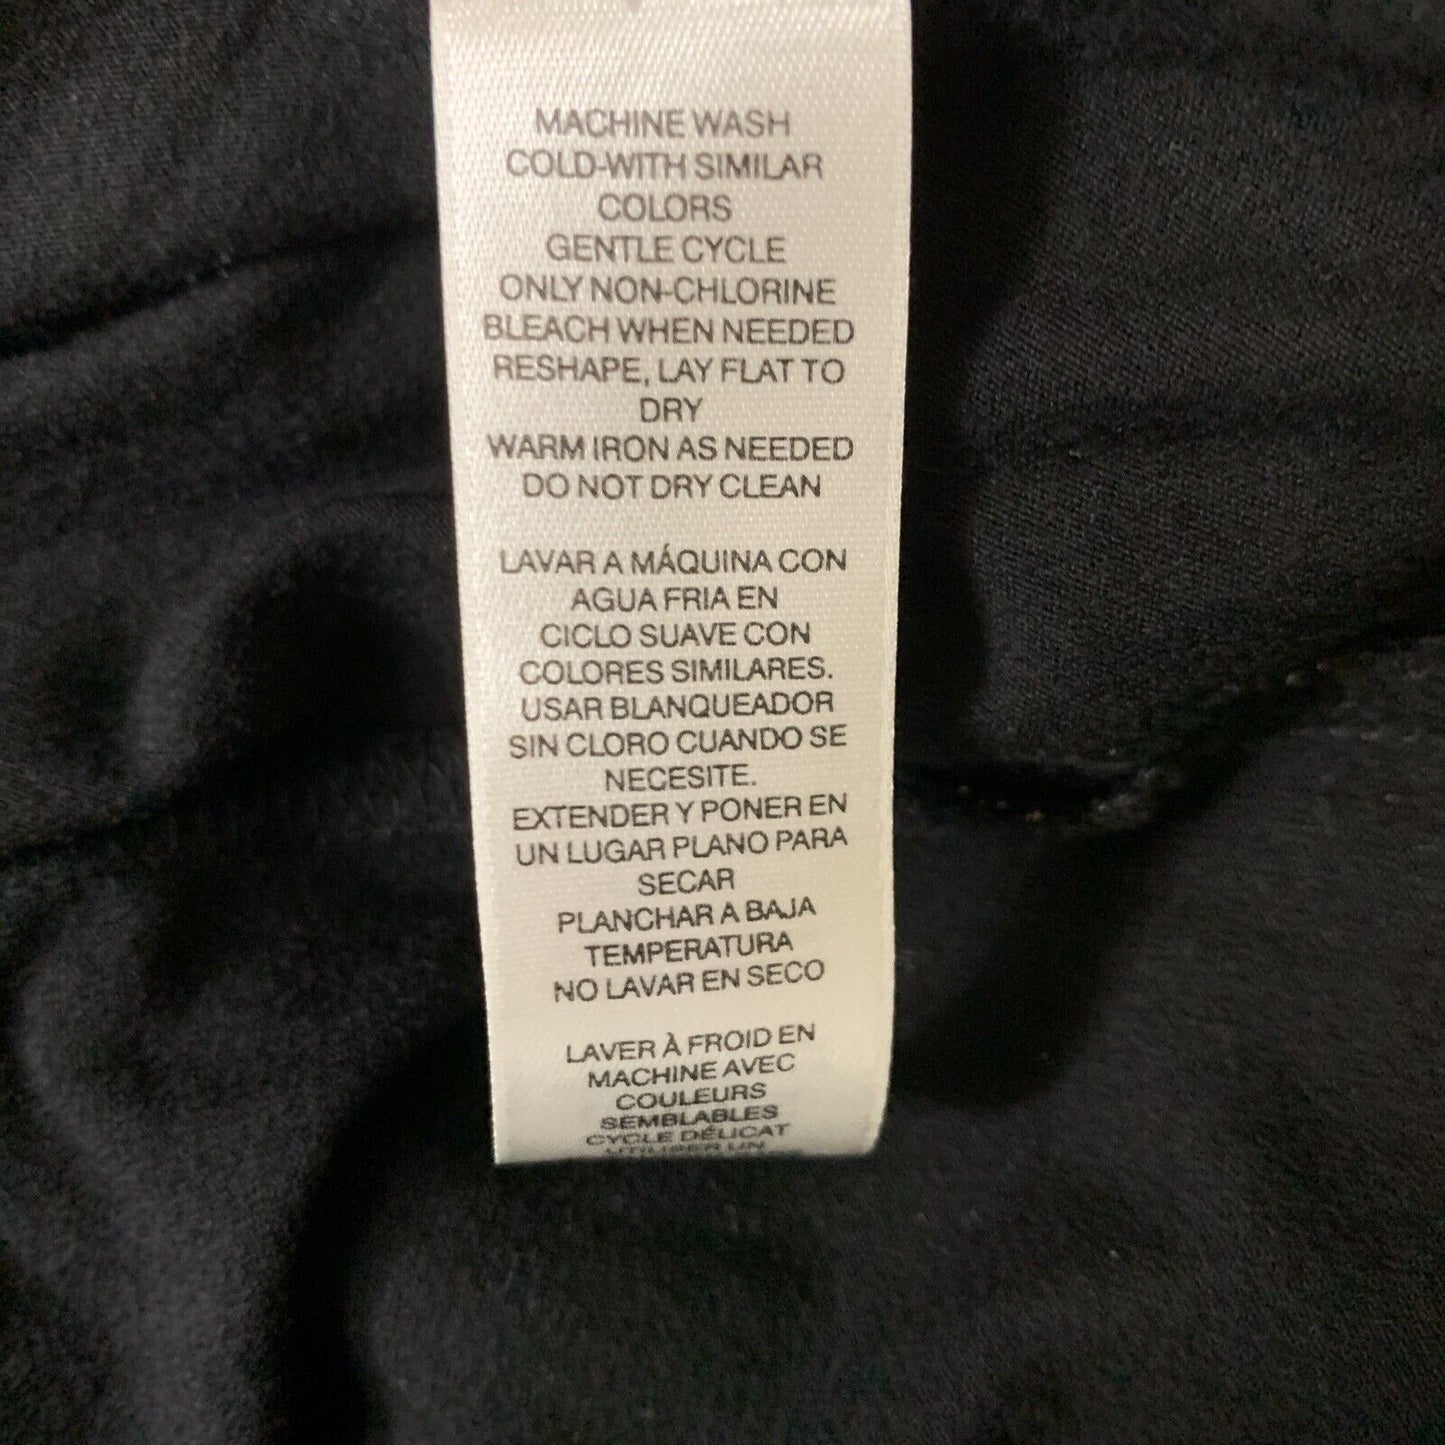 MACHINE WASH
COLD-WITH SIMILAR
COLORS
GENTLE CYCLE
ONLY NON-CHLORINE
BLEACH WHEN NEEDED
RESHAPE, LAY FLAT TO
DRY
WARM IRON AS NEEDED
DO NOT DRY CLEAN
LAVAR A MÁQUINA CON
AGUA FRIA EN
CICLO SUAVE CON
COLORES SIMILARES.
USAR BLANQUEADOR
SIN CLORO CUANDO SE
NECESITE.
EXTENDER Y PONER EN
UN LUGAR PLANO PARA
SECAR
PLANCHAR A BAJA
TEMPERATURA
NO LAVAR EN SECO
LAVER À FROID EN
MACHINE AVEC
COULEURS
SEMBLABLES
CYCLE DÉLICAT
UTILISER UN